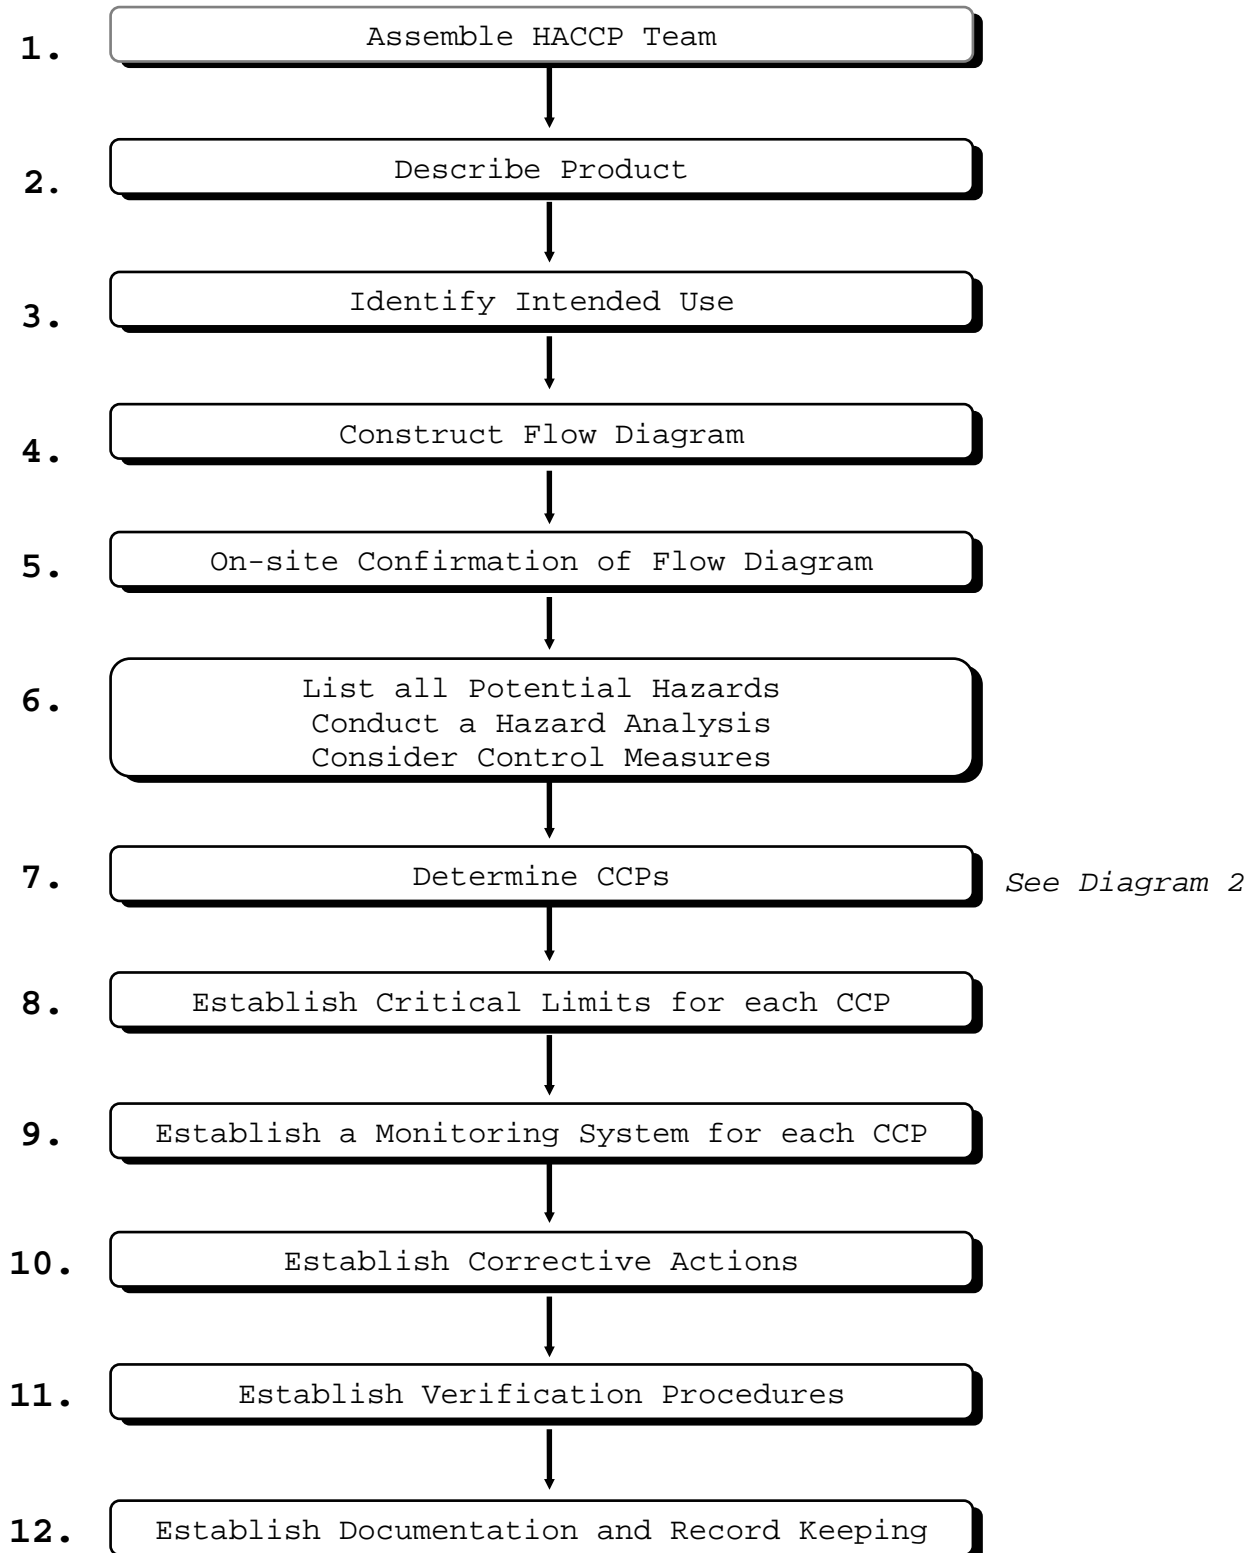 1. Assemble HACCP Team
2. Describe Product
3. Identify Intended Use
4. Construct Flow Diagram
5. On-site Confirmation of Flow Diagram
6. List all Potential Hazards
Conduct a Hazard Analysis
Consider Control Measures
7. Determine CCPs See Diagram 2
8. Establish Critical Limits for each CCP
9. Establish a Monitoring System for each CCP
10. Establish Corrective Actions
11. Establish Verification Procedures
12. Establish Documentation and Record Keeping